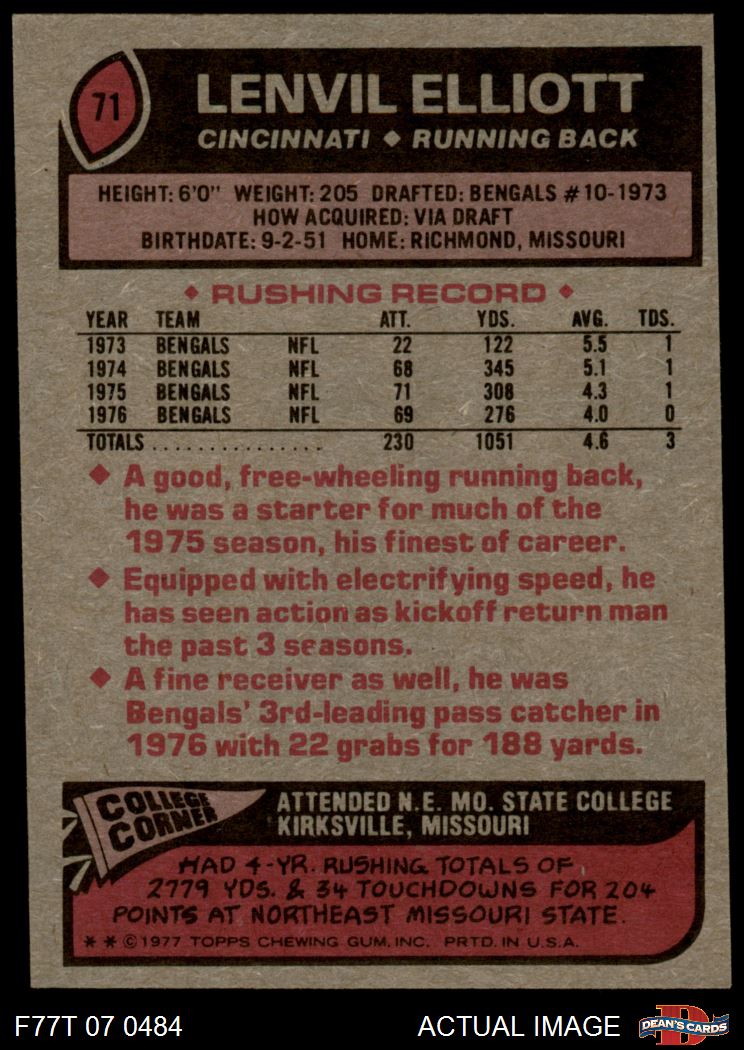 71
LENVIL ELLIOTT
CINCINNATI ◆ RUNNING BACK
HEIGHT: 6'0" WEIGHT: 205 DRAFTED: BENGALS #10-1973
HOW ACQUIRED: VIA DRAFT
BIRTHDATE: 9-2-51 HOME: RICHMOND, MISSOURI
◆ RUSHING RECORD ◆
YEAR TEAM ATT. YDS. AVG. TDS.
1973 BENGALS NFL 22 122 5.5 1
1974 BENGALS NFL 68 345 5.1 1
1975 BENGALS NFL 71 308 4.3 1
1976 BENGALS NFL 69 276 4.0 0
TOTALS ................ 230 1051 4.6 3
◆ A good, free-wheeling running back,
he was a starter for much of the
1975 season, his finest of career.
◆ Equipped with electrifying speed, he
has seen action as kickoff return man
the past 3 seasons.
◆ A fine receiver as well, he was
Bengals' 3rd-leading pass catcher in
1976 with 22 grabs for 188 yards.
COLLEGE
CORNER
ATTENDED N.E. MO. STATE COLLEGE
KIRKSVILLE, MISSOURI
HAD 4-YR. RUSHING TOTALS OF
2779 YDS. & 34 TOUCHDOWNS FOR 204
POINTS AT NORTHEAST MISSOURI STATE.
* * © 1977 TOPPS CHEWING GUM, INC. PRTD. IN U.S.A.
F77T 07 0484 ACTUAL IMAGE
D
DEAN'S CARDS